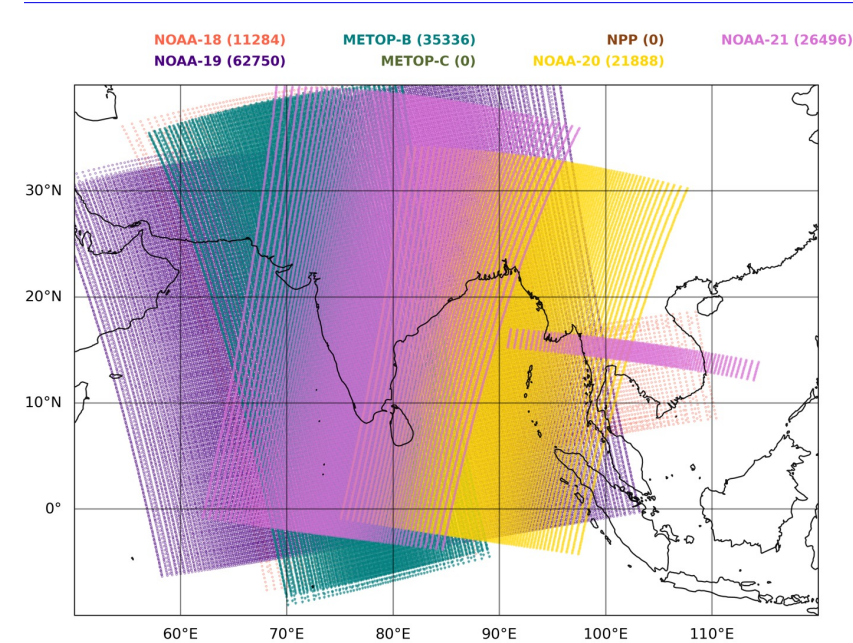 NOAA-18 (11284) METOP-B (35336) NPP (0) NOAA-21 (26496)
NOAA-19 (62750) METOP-C (0) NOAA-20 (21888)
30°N
20°N
10°N
0°
60°E 70°E 80°E 90°E 100°E 110°E